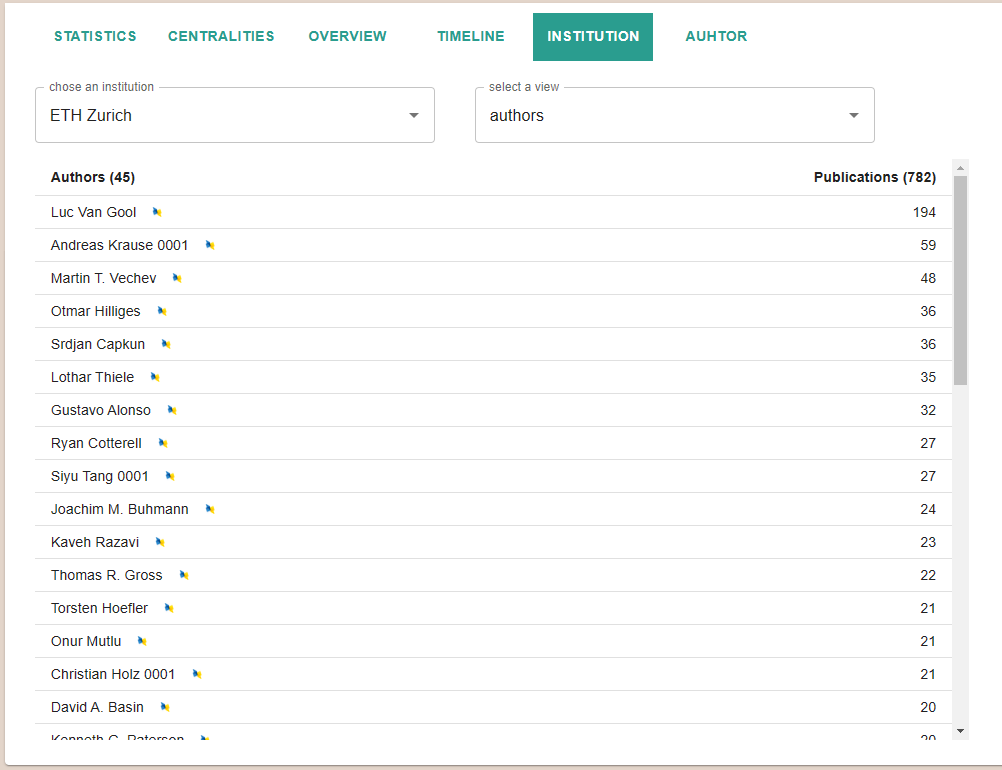 STATISTICS CENTRALITIES OVERVIEW TIMELINE INSTITUTION AUHTOR
chose an institution select a view
ETH Zurich authors
Authors (45) Publications (782)
Luc Van Gool 194
Andreas Krause 0001 59
Martin T. Vechev 48
Otmar Hilliges 36
Srdjan Capkun 36
Lothar Thiele 35
Gustavo Alonso 32
Ryan Cotterell 27
Siyu Tang 0001 27
Joachim M. Buhmann 24
Kaveh Razavi 23
Thomas R. Gross 22
Torsten Hoefler 21
Onur Mutlu 21
Christian Holz 0001 21
David A. Basin 20
Kenneth G. Paterson 20